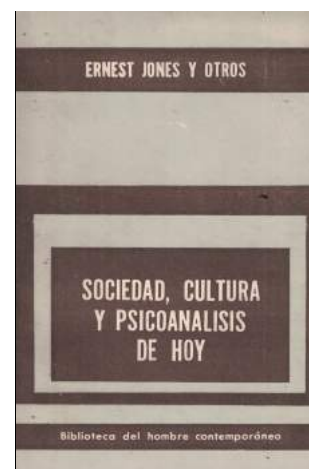 ERNEST JONES Y OTROS
SOCIEDAD, CULTURA
Y PSICOANALISIS
DE HOY
Biblioteca del hombre contemporáneo